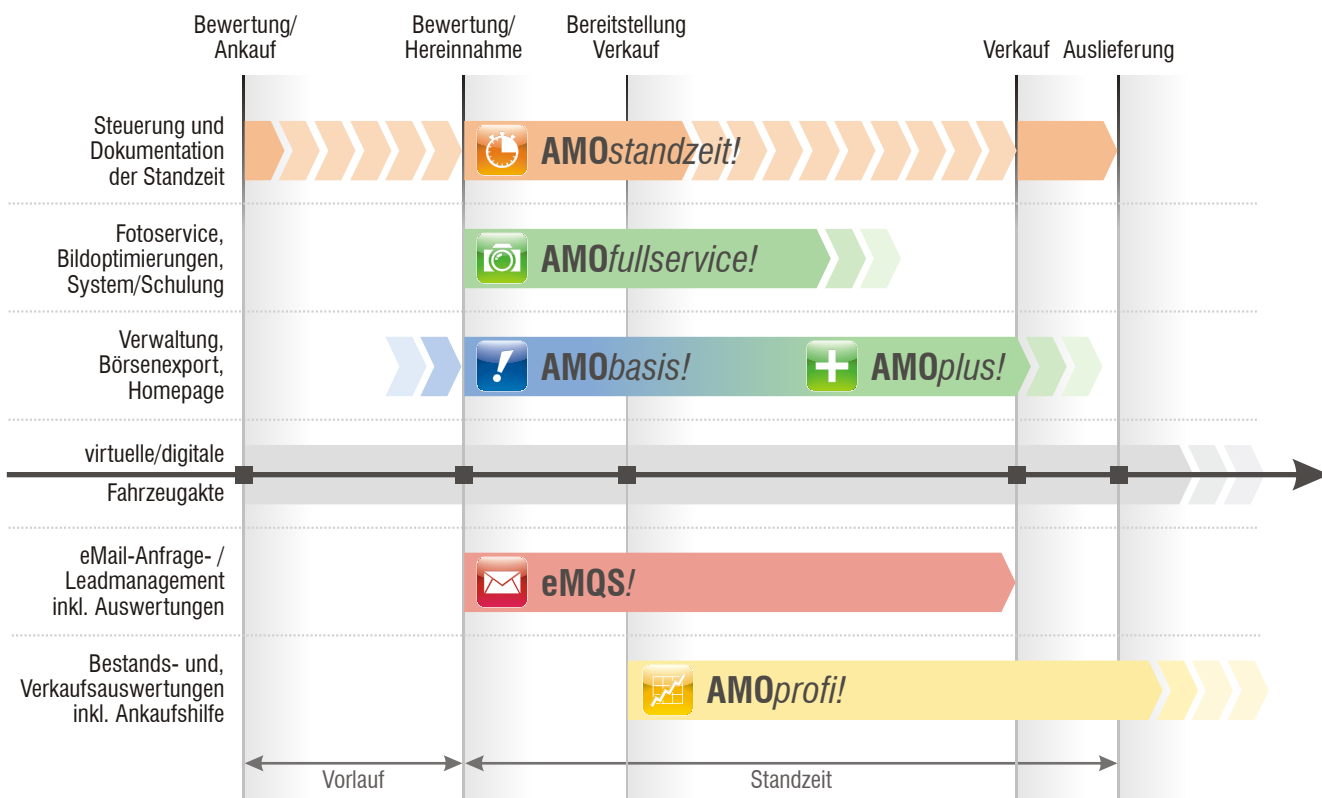 Bewertung/
Ankauf
Bewertung/
Hereinnahme
Bereitstellung
Verkauf
Verkauf
Auslieferung
Steuerung und
Dokumentation
der Standzeit
AMOstandzeit!
Fotoservice,
Bildoptimierungen,
System/Schulung
AMOfullservice!
Verwaltung,
Börsenexport,
Homepage
AMObasis!
AMOplus!
virtuelle/digitale
Fahrzeugakte
eMail-Anfrage- /
Leadmanagement
inkl. Auswertungen
eMQS!
Bestands- und,
Verkaufsauswertungen
inkl. Ankaufshilfe
AMOprofi!
Vorlauf
Standzeit